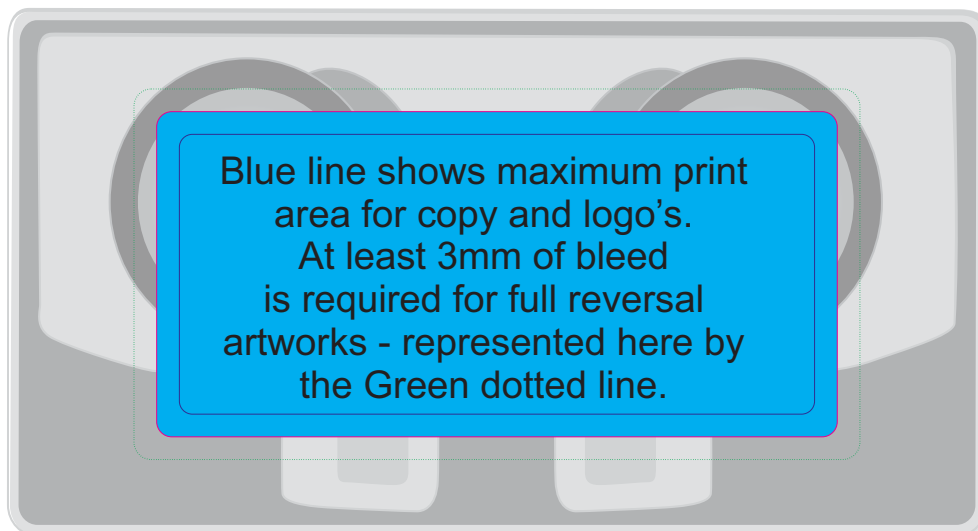 Blue line shows maximum print
area for copy and logo’s.
At least 3mm of bleed
is required for full reversal
artworks - represented here by
the Green dotted line.